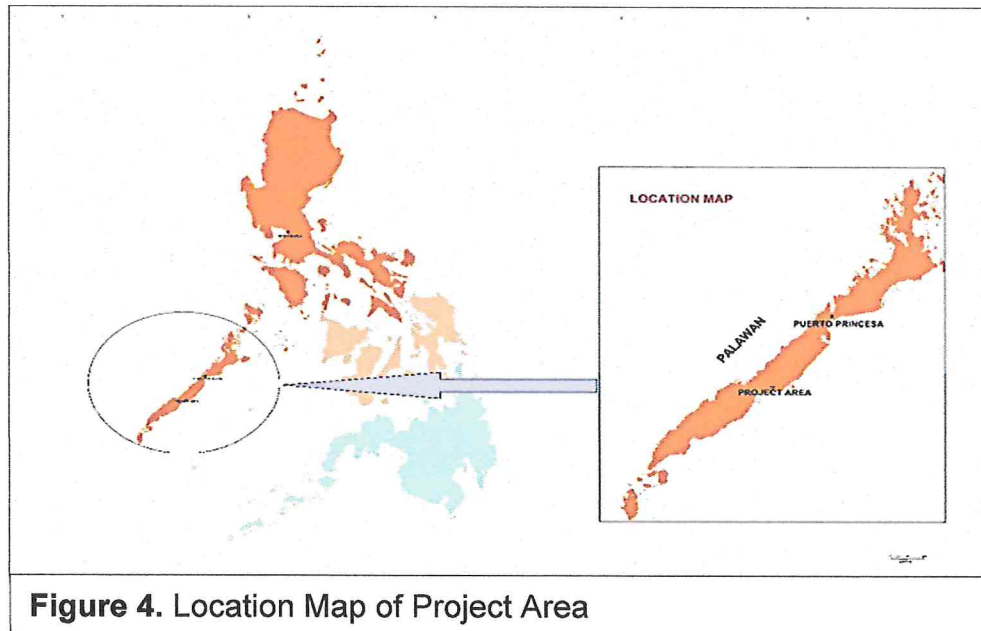 LOCATION MAP
PUERTO PRINCESA
PALAWAN
PROJECT AREA
Figure 4. Location Map of Project Area